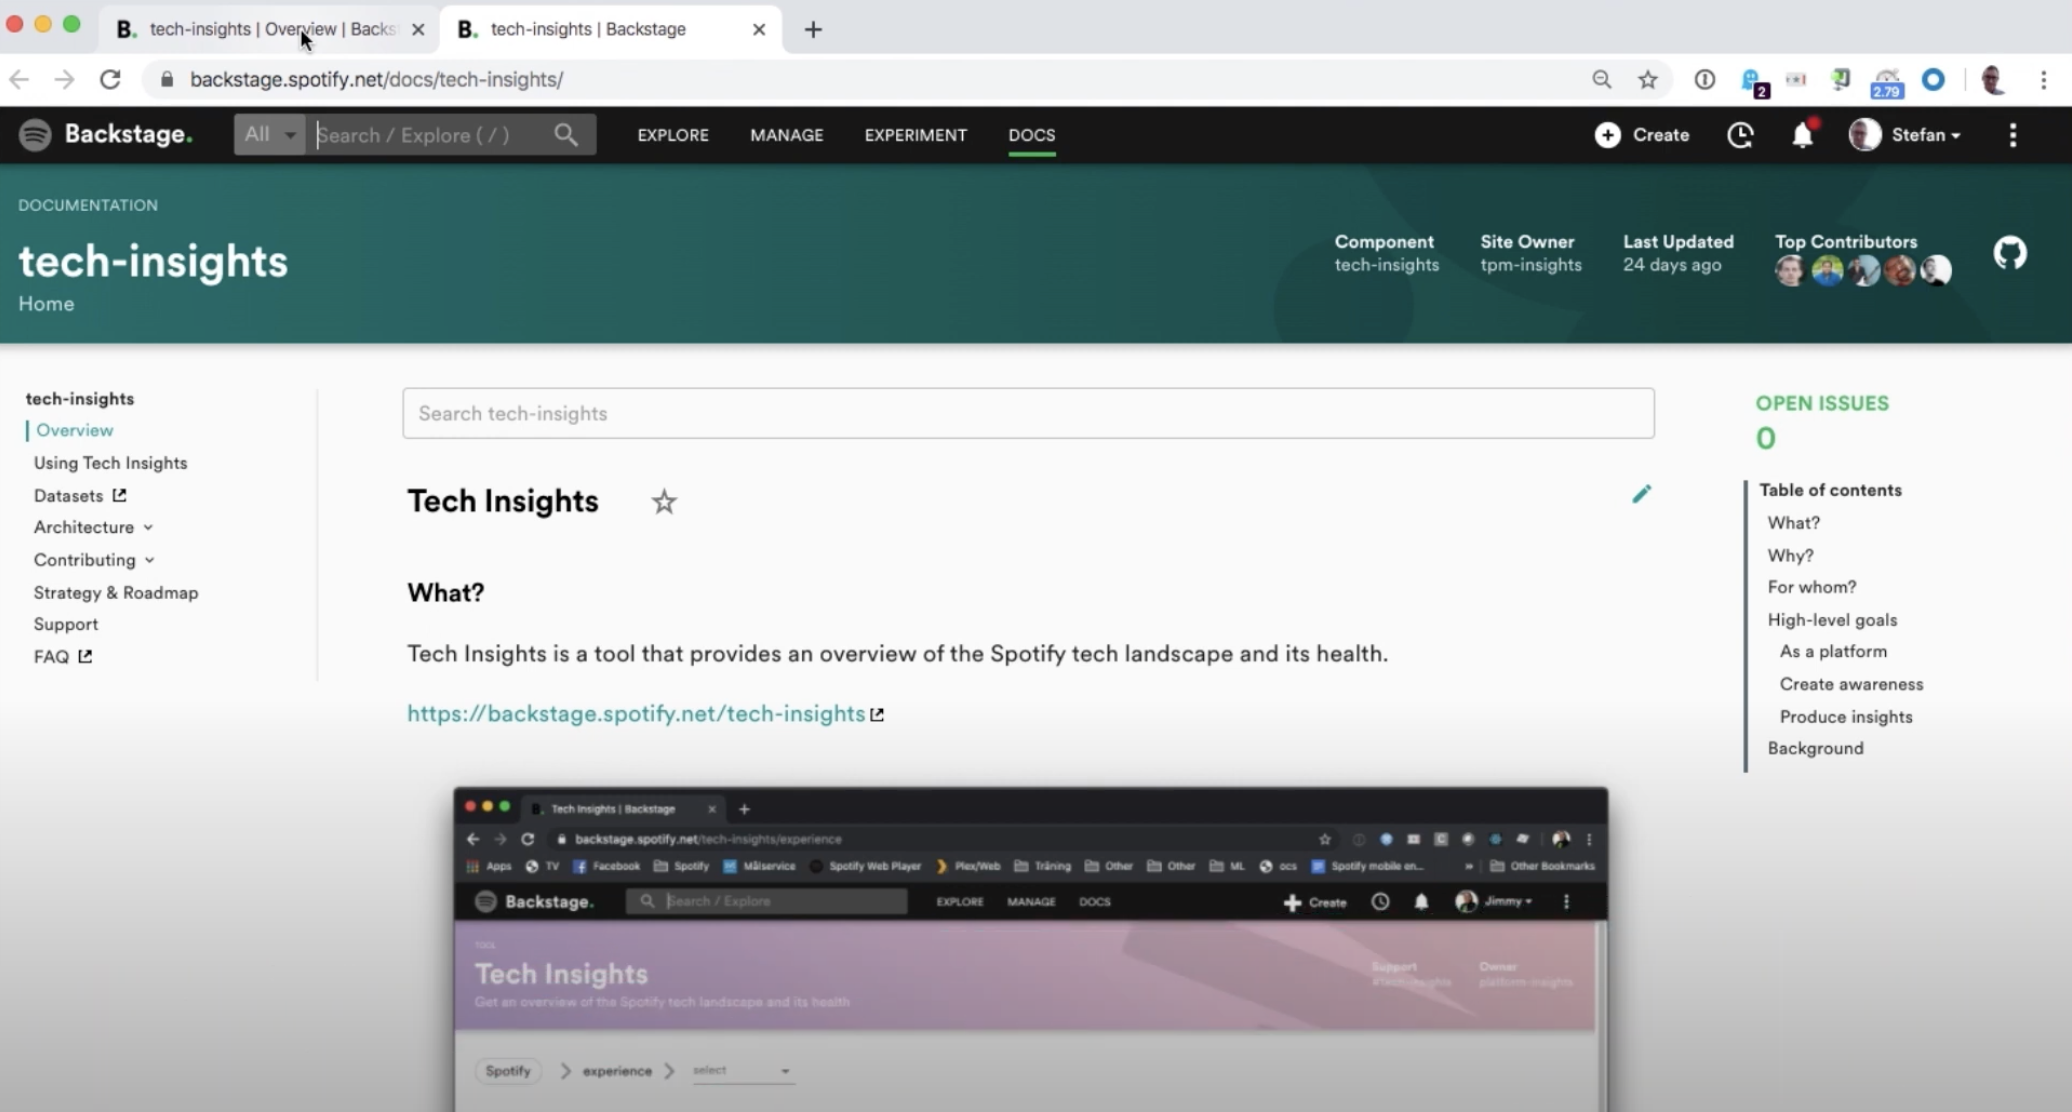 tech-insights | Overview | Backs
tech-insights | Backstage
backstage.spotify.net/docs/tech-insights/
2
2.79
Backstage.
All
Search / Explore ( / )
EXPLORE
MANAGE
EXPERIMENT
DOCS
Create
Stefan
DOCUMENTATION
tech-insights
Home
Component
tech-insights
Site Owner
tpm-insights
Last Updated
24 days ago
Top Contributors
tech-insights
Overview
Using Tech Insights
Datasets
Architecture
Contributing
Strategy & Roadmap
Support
FAQ
Search tech-insights
Tech Insights
What?
Tech Insights is a tool that provides an overview of the Spotify tech landscape and its health.
https://backstage.spotify.net/tech-insights
OPEN ISSUES
0
Table of contents
What?
Why?
For whom?
High-level goals
As a platform
Create awareness
Produce insights
Background
Tech Insights | Backstage
backstage.spotify.net/tech-insights/experience
Apps TV Facebook Spotify Målservice Spotify Web Player Plex/Web Träning Other Other ML ocs Spotify mobile en... » Other Bookmarks
Backstage.
Search / Explore
EXPLORE
MANAGE
DOCS
Create
Jimmy
TOOL
Tech Insights
Get an overview of the Spotify tech landscape and its health
Support
#tech-insights
Owner
platform-insights
Spotify
experience
select